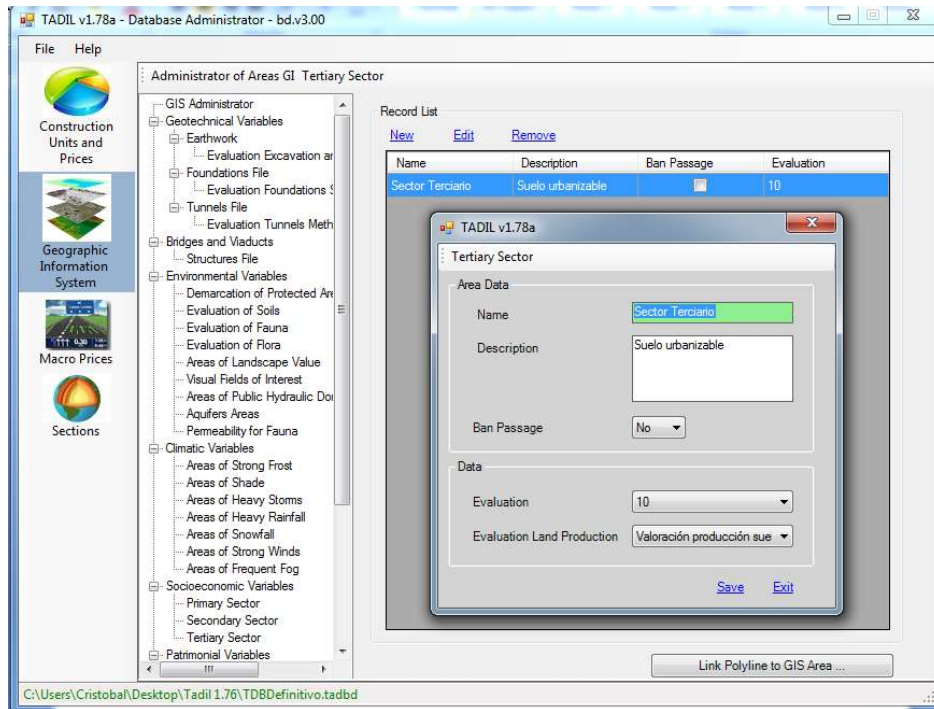 TADIL v1.78a - Database Administrator - bd.v3.00
File Help
Construction
Units and
Prices
Geographic
Information
System
Macro Prices
Sections
Administrator of Areas GI Tertiary Sector
GIS Administrator
Geotechnical Variables
Earthwork
Evaluation Excavation ar
Foundations File
Evaluation Foundations S
Tunnels File
Evaluation Tunnels Meth
Bridges and Viaducts
Structures File
Environmental Variables
Demarcation of Protected Are
Evaluation of Soils
Evaluation of Fauna
Evaluation of Flora
Areas of Landscape Value
Visual Fields of Interest
Areas of Public Hydraulic Dor
Aquifers Areas
Permeability for Fauna
Climatic Variables
Areas of Strong Frost
Areas of Shade
Areas of Heavy Storms
Areas of Heavy Rainfall
Areas of Snowfall
Areas of Strong Winds
Areas of Frequent Fog
Socioeconomic Variables
Primary Sector
Secondary Sector
Tertiary Sector
Patrimonial Variables
Record List
New Edit Remove
Name Description Ban Passage Evaluation
Sector Terciario Suelo urbanizable 10
TADIL v1.78a
Tertiary Sector
Area Data
Name Sector Terciario
Description Suelo urbanizable
Ban Passage No
Data
Evaluation 10
Evaluation Land Production Valoración producción sue
Save Exit
Link Polyline to GIS Area ...
C:\Users\Cristobal\Desktop\Tadil 1.76\TDBDefinitivo.tadbd